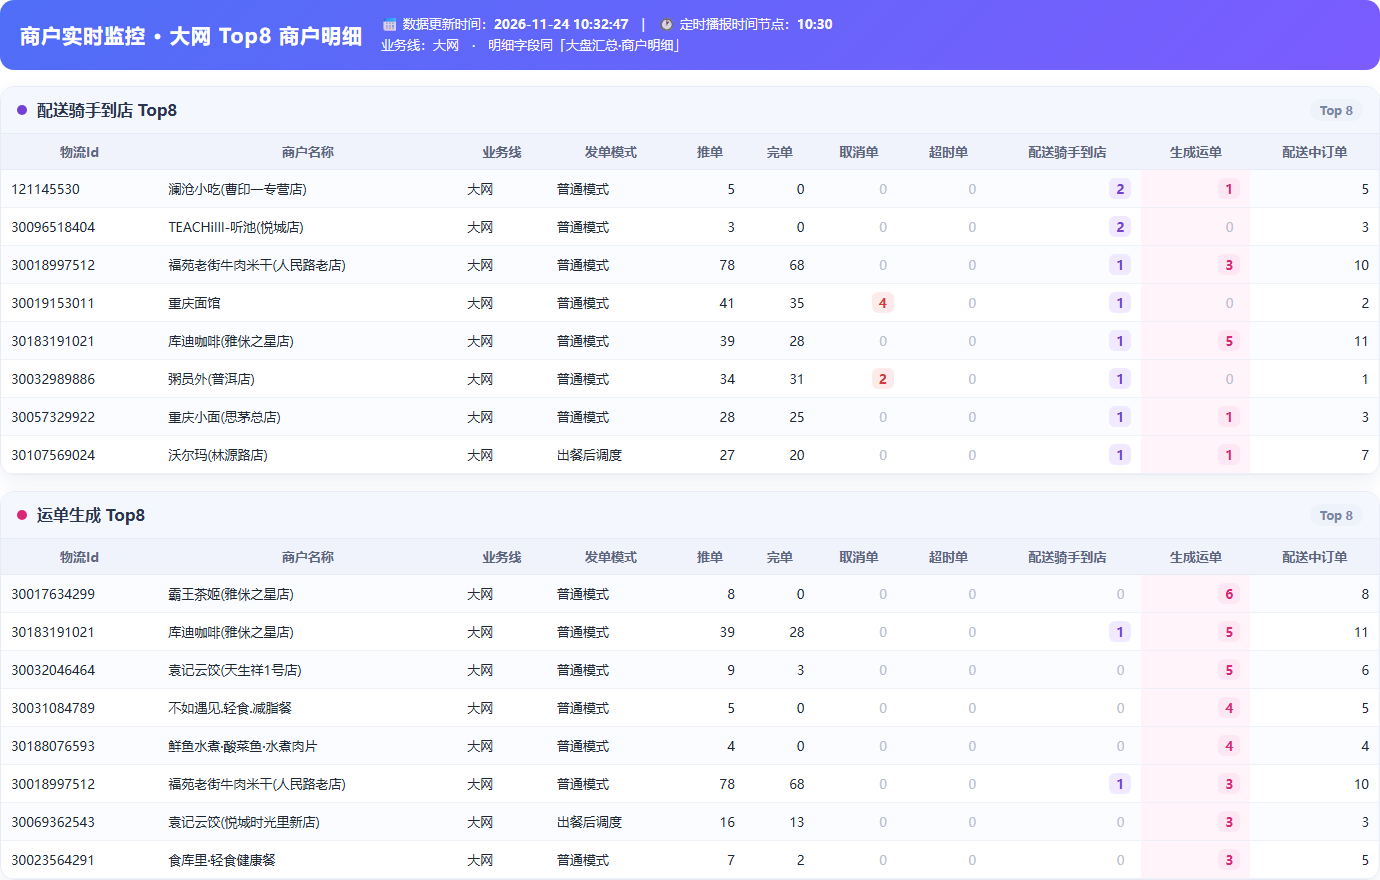 商户实时监控 • 大网 Top8 商户明细
数据更新时间：2026-11-24 10:32:47 | 定时播报时间节点：10:30
业务线：大网 · 明细字段同「大盘汇总·商户明细」
配送骑手到店 Top8 Top 8
物流Id 商户名称 业务线 发单模式 推单 完单 取消单 超时单 配送骑手到店 生成运单 配送中订单
121145530 澜沧小吃(曹印一专营店) 大网 普通模式 5 0 0 0 2 1 5
30096518404 TEACHilll-听池(悦城店) 大网 普通模式 3 0 0 0 2 0 3
30018997512 福苑老街牛肉米干(人民路老店) 大网 普通模式 78 68 0 0 1 3 10
30019153011 重庆面馆 大网 普通模式 41 35 4 0 1 0 2
30183191021 库迪咖啡(雅侎之星店) 大网 普通模式 39 28 0 0 1 5 11
30032989886 粥员外(普洱店) 大网 普通模式 34 31 2 0 1 0 1
30057329922 重庆小面(思茅总店) 大网 普通模式 28 25 0 0 1 1 3
30107569024 沃尔玛(林源路店) 大网 出餐后调度 27 20 0 0 1 1 7
运单生成 Top8 Top 8
物流Id 商户名称 业务线 发单模式 推单 完单 取消单 超时单 配送骑手到店 生成运单 配送中订单
30017634299 霸王茶姬(雅侎之星店) 大网 普通模式 8 0 0 0 0 6 8
30183191021 库迪咖啡(雅侎之星店) 大网 普通模式 39 28 0 0 1 5 11
30032046464 袁记云饺(天生祥1号店) 大网 普通模式 9 3 0 0 0 5 6
30031084789 不如遇见.轻食.减脂餐 大网 普通模式 5 0 0 0 0 4 5
30188076593 鲜鱼水煮·酸菜鱼·水煮肉片 大网 普通模式 4 0 0 0 0 4 4
30018997512 福苑老街牛肉米干(人民路老店) 大网 普通模式 78 68 0 0 1 3 10
30069362543 袁记云饺(悦城时光里新店) 大网 出餐后调度 16 13 0 0 0 3 3
30023564291 食库里·轻食健康餐 大网 普通模式 7 2 0 0 0 3 5